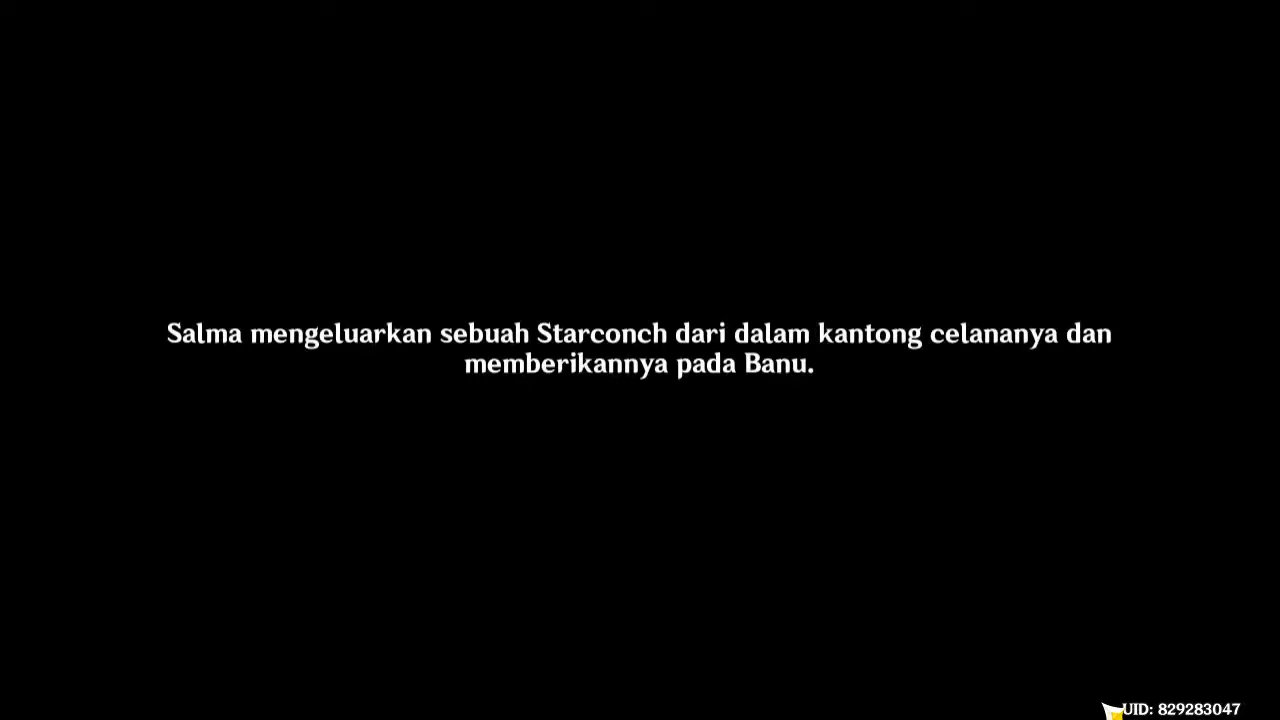 Salma mengeluarkan sebuah Starconch dari dalam kantong celananya dan
memberikannya pada Banu.
UID: 829283047